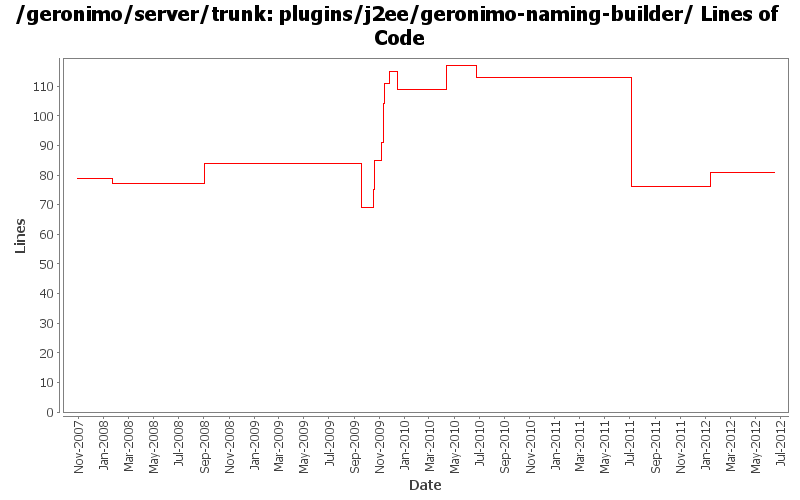 /geronimo/server/trunk: plugins/j2ee/geronimo-naming-builder/ Lines of
Code
110
100
90
80
70
60
50
40
30
20
10
0
Lines
Nov-2007
Jan-2008
Mar-2008
May-2008
Jul-2008
Sep-2008
Nov-2008
Jan-2009
Mar-2009
May-2009
Jul-2009
Sep-2009
Nov-2009
Jan-2010
Mar-2010
May-2010
Jul-2010
Sep-2010
Nov-2010
Jan-2011
Mar-2011
May-2011
Jul-2011
Sep-2011
Nov-2011
Jan-2012
Mar-2012
May-2012
Jul-2012
Date